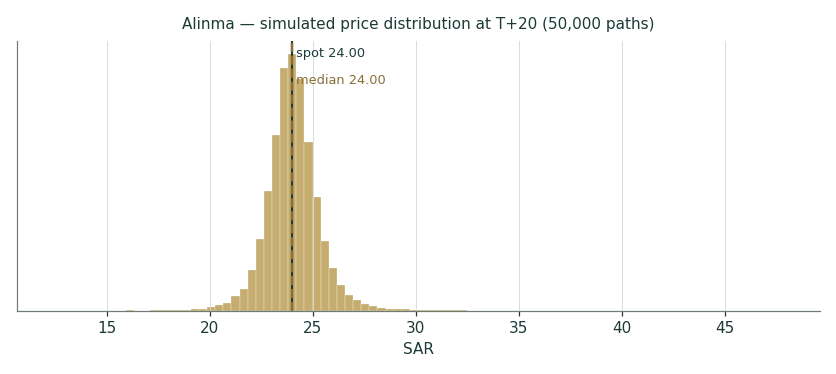 Alinma — simulated price distribution at T+20 (50,000 paths)
spot 24.00
median 24.00
15 20 25 30 35 40 45
SAR